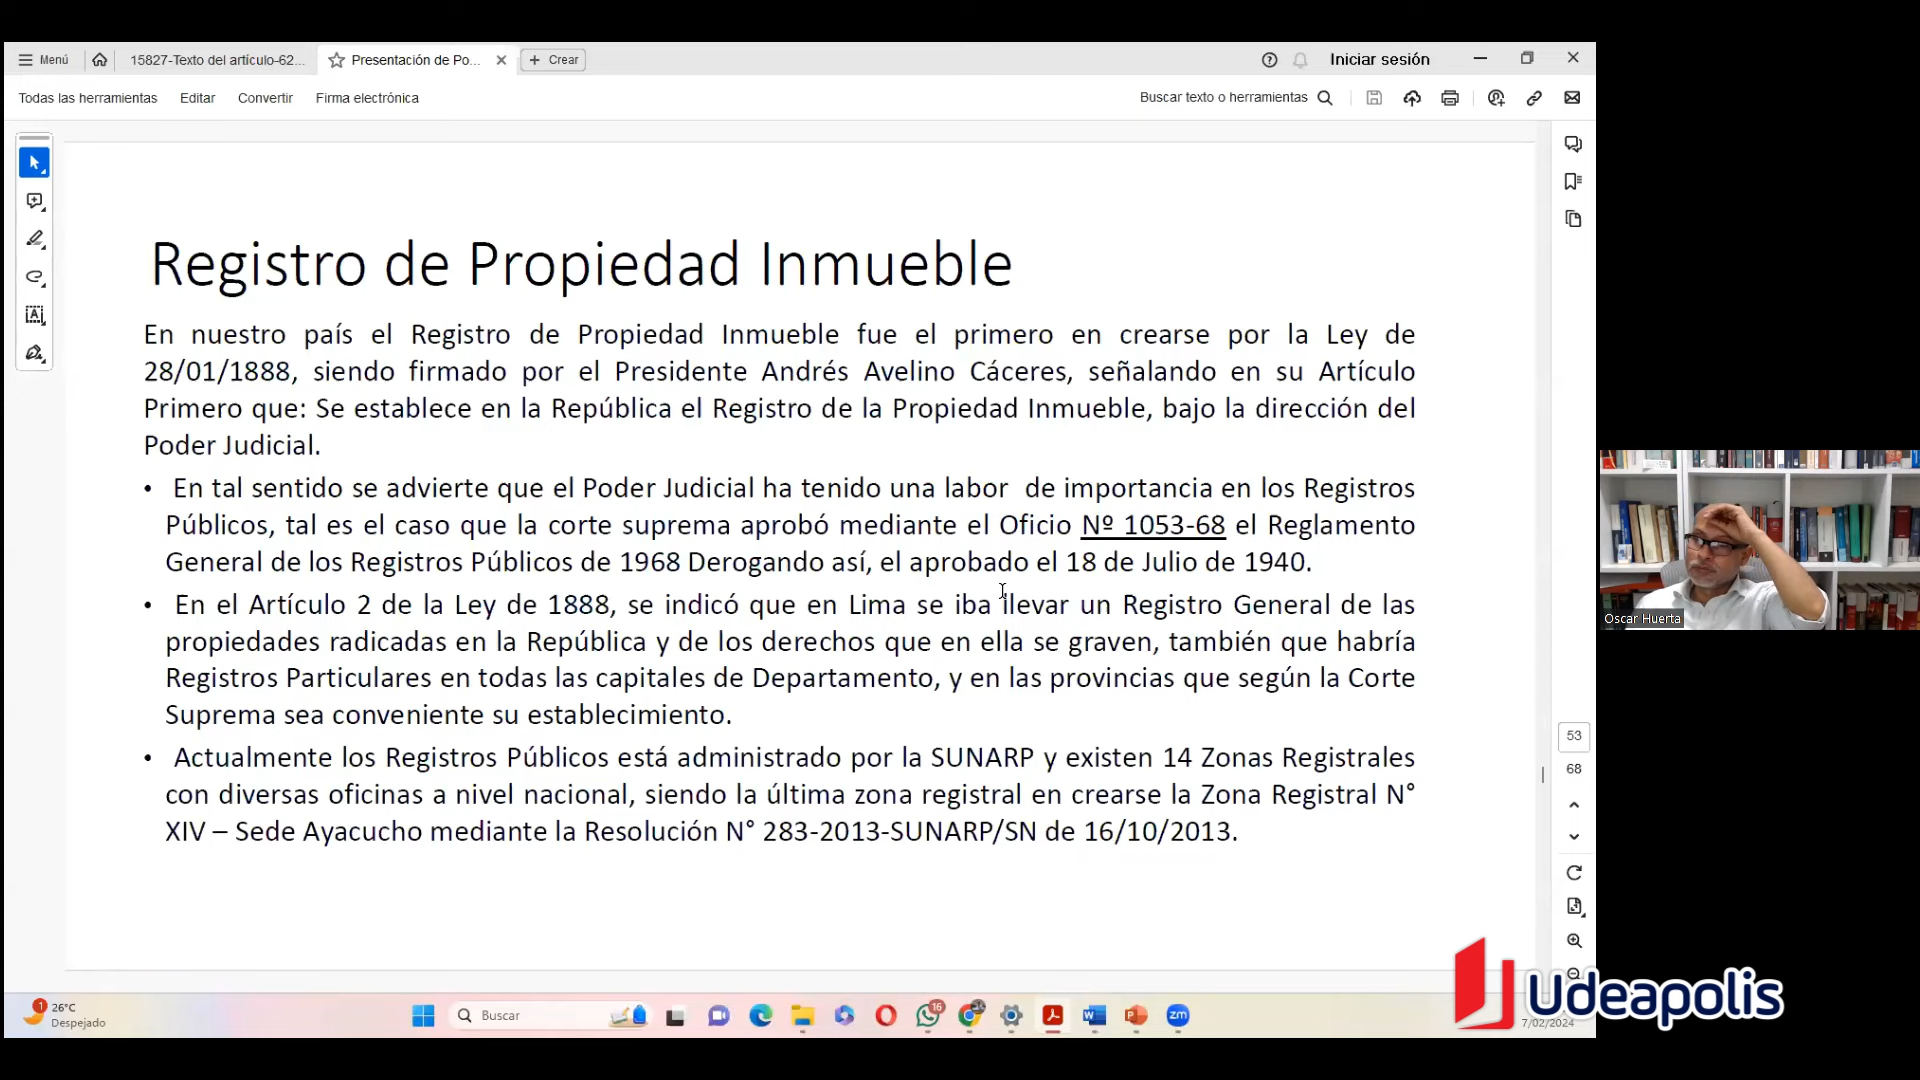 Menú
15827-Texto del artículo-62...
Presentación de Po...
Crear
Iniciar sesión
Todas las herramientas
Editar
Convertir
Firma electrónica
Buscar texto o herramientas
Registro de Propiedad Inmueble
En nuestro país el Registro de Propiedad Inmueble fue el primero en crearse por la Ley de
28/01/1888, siendo firmado por el Presidente Andrés Avelino Cáceres, señalando en su Artículo
Primero que: Se establece en la República el Registro de la Propiedad Inmueble, bajo la dirección del
Poder Judicial.
• En tal sentido se advierte que el Poder Judicial ha tenido una labor de importancia en los Registros
Públicos, tal es el caso que la corte suprema aprobó mediante el Oficio Nº 1053-68 el Reglamento
General de los Registros Públicos de 1968 Derogando así, el aprobado el 18 de Julio de 1940.
• En el Artículo 2 de la Ley de 1888, se indicó que en Lima se iba llevar un Registro General de las
propiedades radicadas en la República y de los derechos que en ella se graven, también que habría
Registros Particulares en todas las capitales de Departamento, y en las provincias que según la Corte
Suprema sea conveniente su establecimiento.
• Actualmente los Registros Públicos está administrado por la SUNARP y existen 14 Zonas Registrales
con diversas oficinas a nivel nacional, siendo la última zona registral en crearse la Zona Registral N°
XIV – Sede Ayacucho mediante la Resolución N° 283-2013-SUNARP/SN de 16/10/2013.
53
68
Oscar Huerta
1
26°C
Despejado
Buscar
16
zm
7/02/2024
Udeapolis